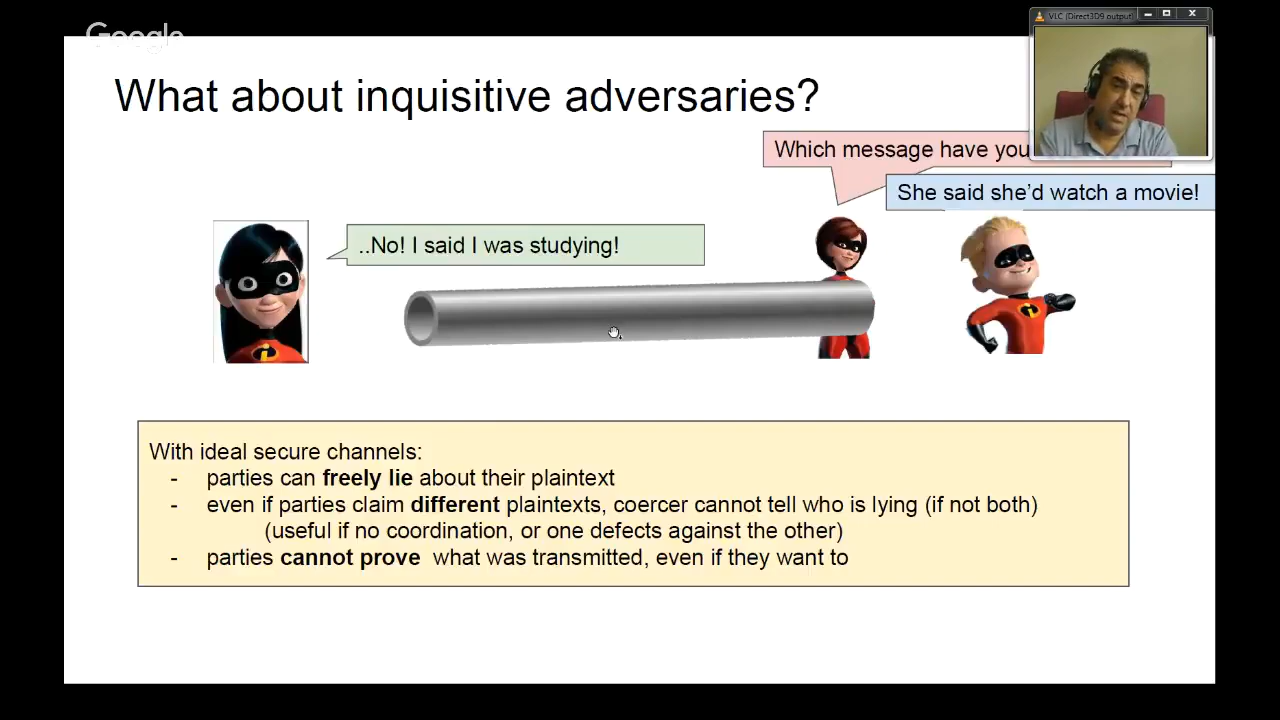 Google
VLC (Direct3D9 output)
What about inquisitive adversaries?
Which message have you
She said she'd watch a movie!
..No! I said I was studying!
With ideal secure channels:
- parties can freely lie about their plaintext
- even if parties claim different plaintexts, coercer cannot tell who is lying (if not both)
(useful if no coordination, or one defects against the other)
- parties cannot prove what was transmitted, even if they want to